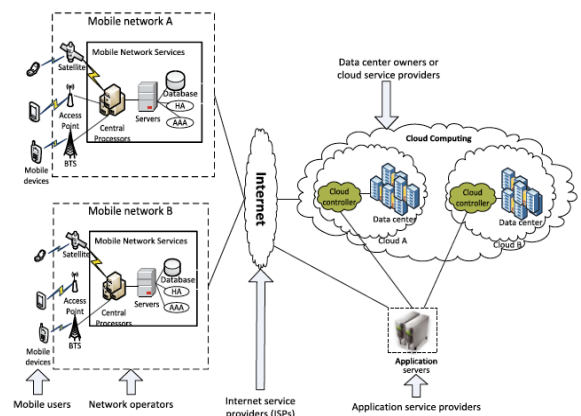 Mobile network A
Mobile Network Services
Satellite
Access
Point
BTS
Mobile
devices
Central
Processors
Servers
Database
HA
AAA
Mobile network B
Mobile Network Services
Satellite
Access
Point
BTS
Mobile
devices
Central
Processors
Servers
Database
HA
AAA
Mobile users
Network operators
Internet
Internet service
providers (ISPs)
Data center owners or
cloud service providers
Cloud Computing
Cloud
controller
Data center
Cloud A
Cloud
controller
Data center
Cloud B
Application
servers
Application service providers